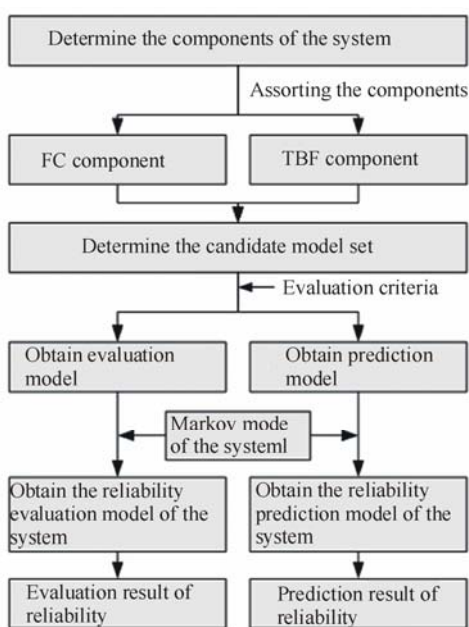 Determine the components of the system
Assorting the components
FC component
TBF component
Determine the candidate model set
Evaluation criteria
Obtain evaluation
model
Obtain prediction
model
Markov mode
of the systeml
Obtain the reliability
evaluation model of the
system
Obtain the reliability
prediction model of the
system
Evaluation result of
reliability
Prediction result of
reliability